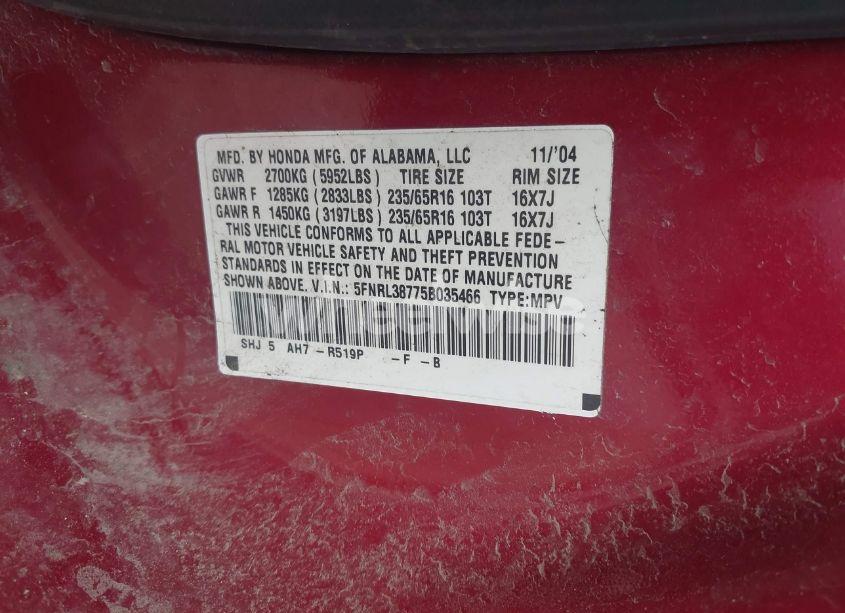 MFD. BY HONDA MFG. OF ALABAMA, LLC 11/'04
GVWR 2700KG (5952LBS) TIRE SIZE RIM SIZE
GAWR F 1285KG (2833LBS) 235/65R16 103T 16X7J
GAWR R 1450KG (3197LBS) 235/65R16 103T 16X7J
THIS VEHICLE CONFORMS TO ALL APPLICABLE FEDE-
RAL MOTOR VEHICLE SAFETY AND THEFT PREVENTION
STANDARDS IN EFFECT ON THE DATE OF MANUFACTURE
SHOWN ABOVE. V.I.N.: 5FNRL38775B035466 TYPE:MPV
SHJ 5 AH7 -R519P -F -B